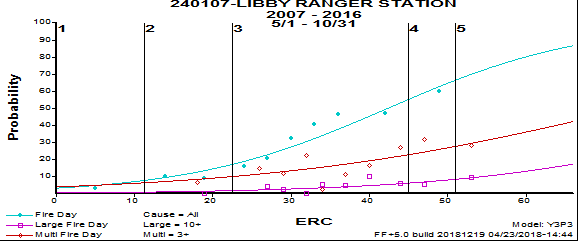 240107-LIBBY RANGER STATION
2007 - 2016
5/1 - 10/31
1 2 3 4 5
Probability
100
90
80
70
60
50
40
30
20
10
0 10 20 30 40 50 60
ERC
Fire Day Cause = All
Large Fire Day Large = 10+
Multi Fire Day Multi = 3+
Model: Y3P3
FF+5.0 build 20181219 04/23/2018-14:44